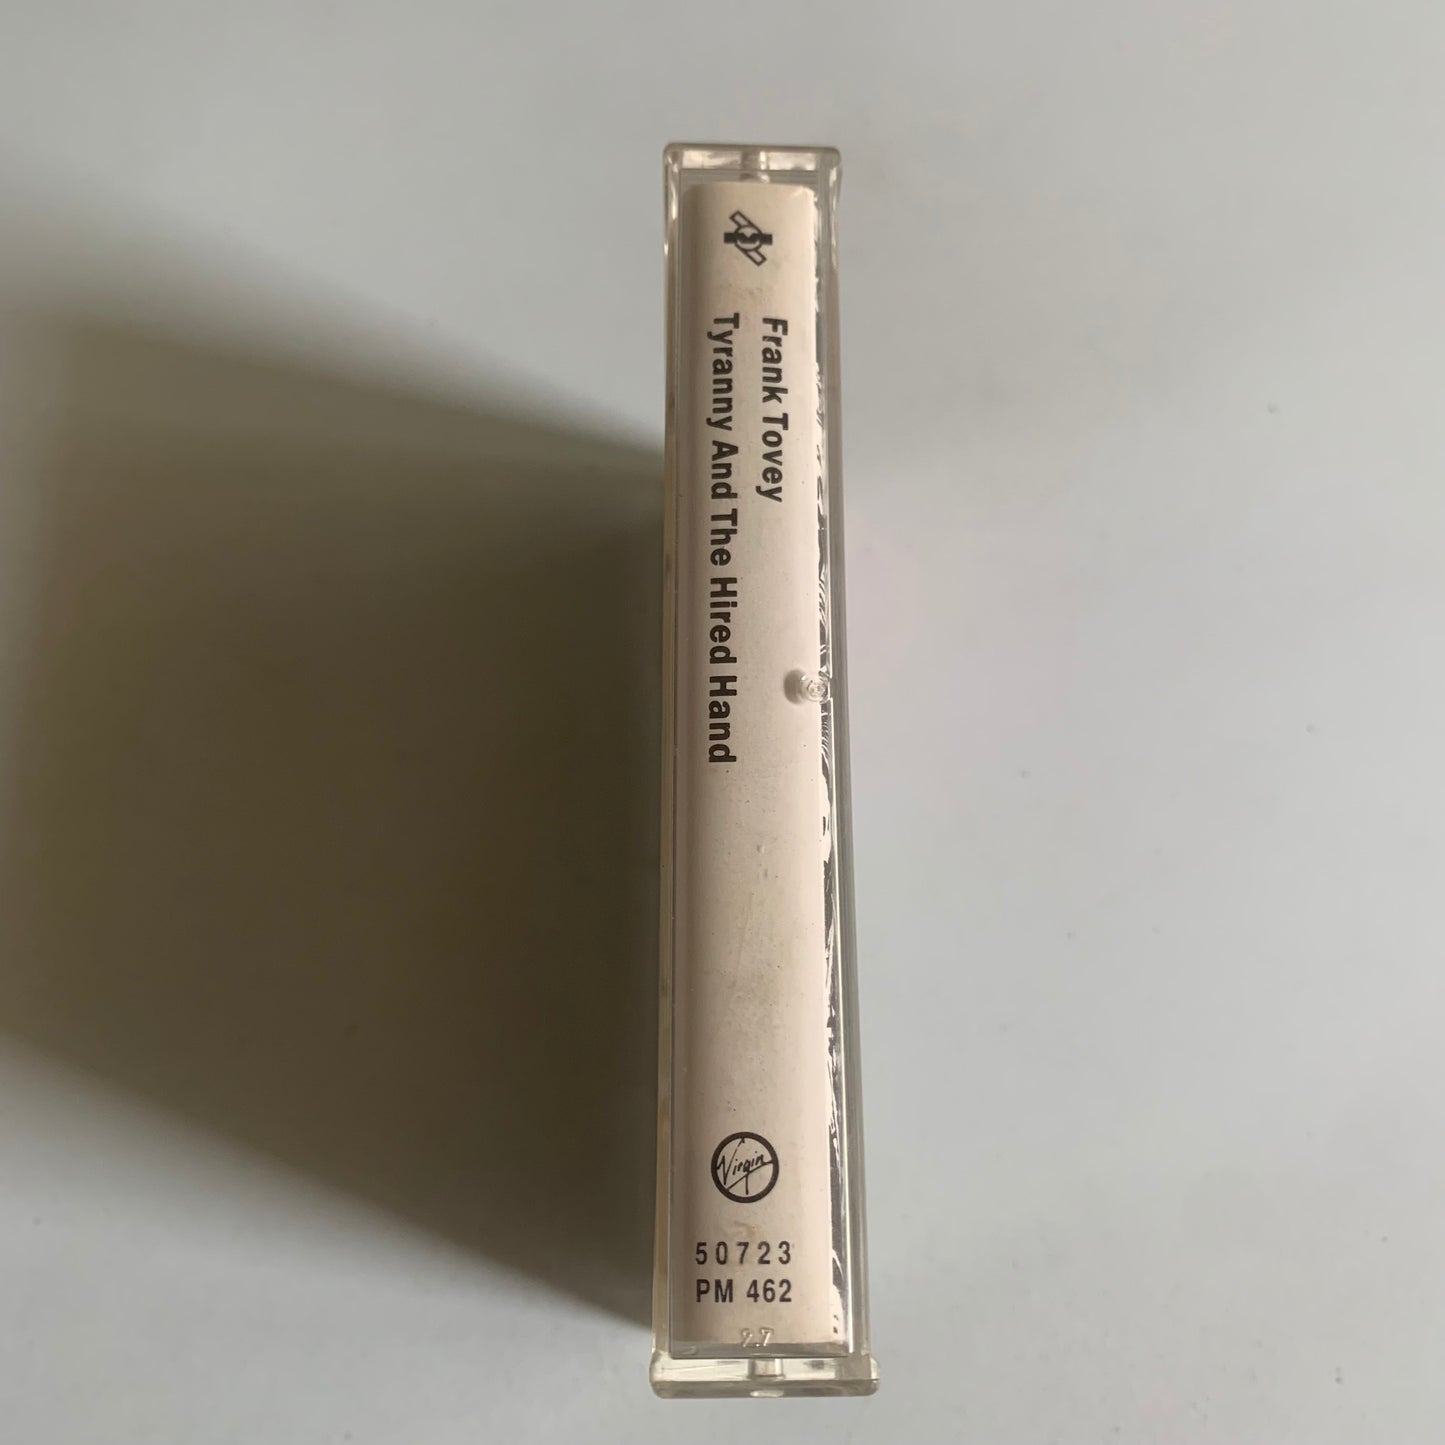 Frank Tovey
Tyranny And The Hired Hand
Virgin
50723
PM 462
27